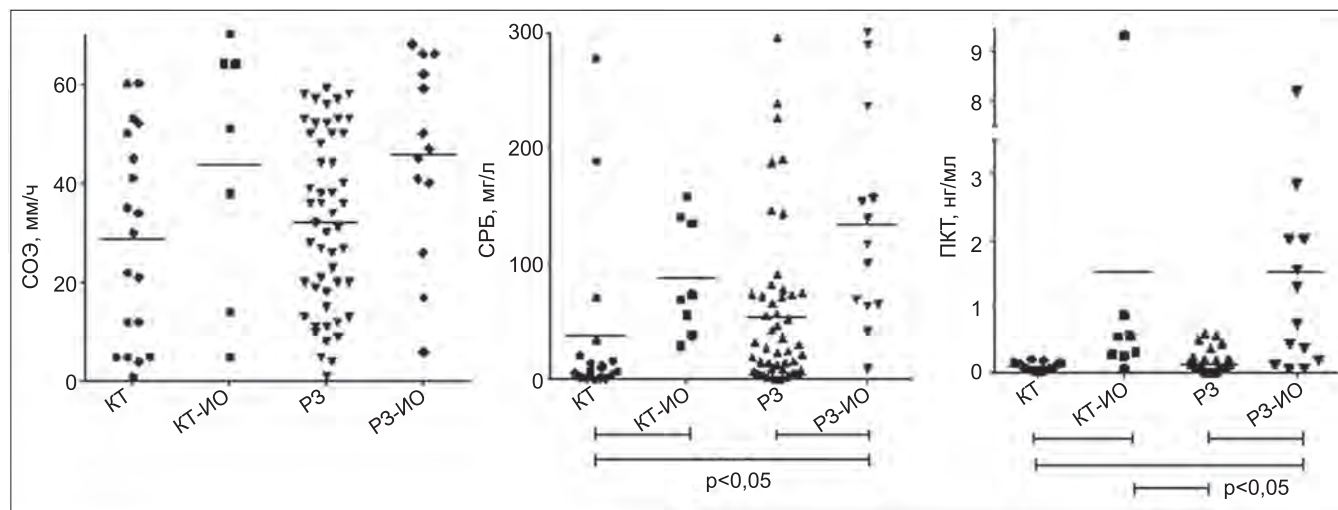 СОЭ, мм/ч
60
40
20
0
КТ
КТ-ИО
РЗ
РЗ-ИО
СРБ, мг/л
300
200
100
0
КТ
КТ-ИО
РЗ
РЗ-ИО
p<0,05
ПКТ, нг/мл
9
8
3
2
1
0
КТ
КТ-ИО
РЗ
РЗ-ИО
p<0,05